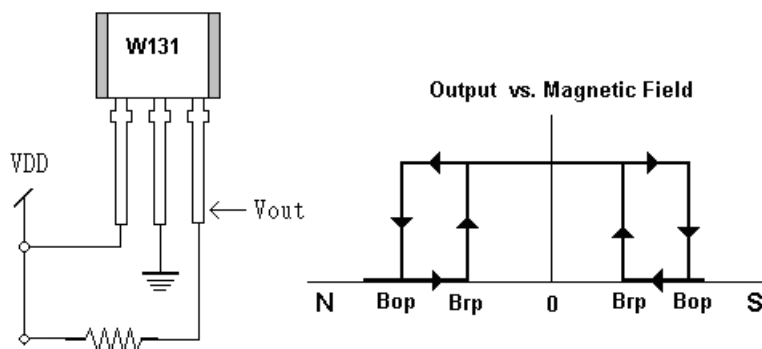 W131
VDD
Vout
Output vs. Magnetic Field
N Bop Brp 0 Brp Bop S